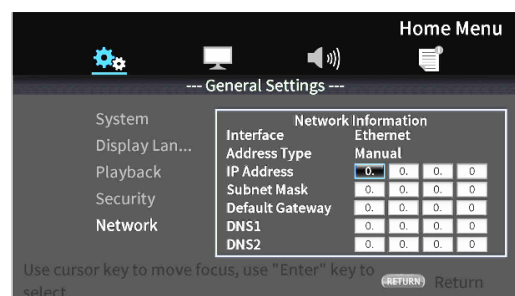 Home Menu
--- General Settings ---
System
Display Lan...
Playback
Security
Network
Network Information
Interface Ethernet
Address Type Manual
IP Address 0. 0. 0. 0
Subnet Mask 0. 0. 0. 0
Default Gateway 0. 0. 0. 0
DNS1 0. 0. 0. 0
DNS2 0. 0. 0. 0
Use cursor key to move focus, use "Enter" key to
select
RETURN Return